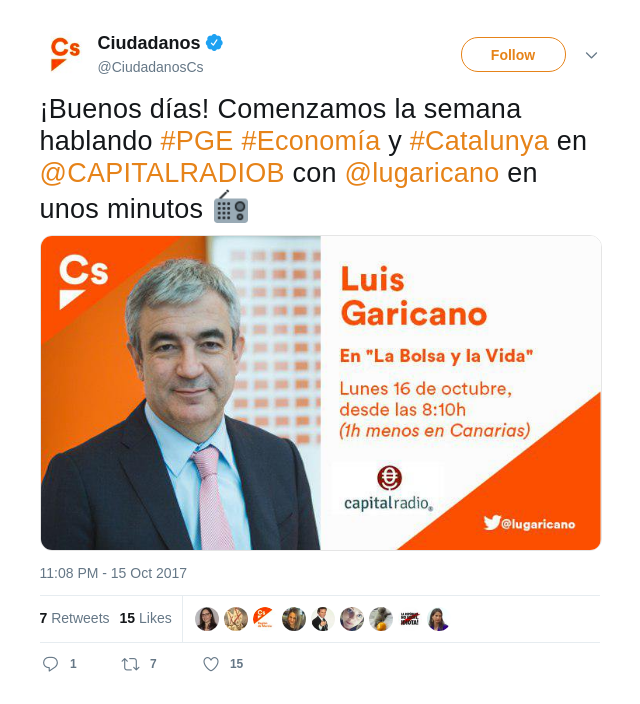 Cs
Ciudadanos
@CiudadanosCs
Follow
¡Buenos días! Comenzamos la semana
hablando #PGE #Economía y #Catalunya en
@CAPITALRADIOB con @lugaricano en
unos minutos
Cs
Luis
Garicano
En "La Bolsa y la Vida"
Lunes 16 de octubre,
desde las 8:10h
(1h menos en Canarias)
capitalradio
@lugaricano
11:08 PM - 15 Oct 2017
7 Retweets 15 Likes
1 7 15